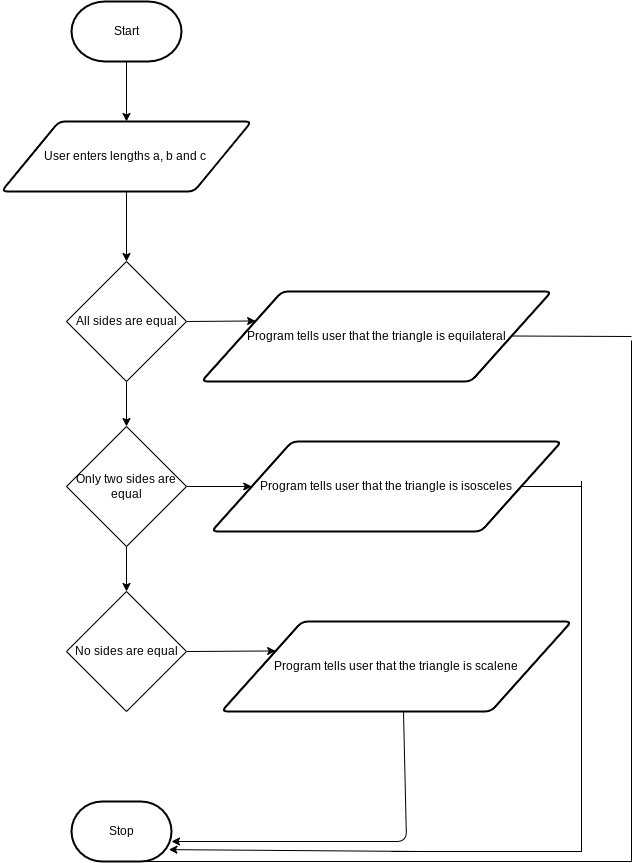 Start
User enters lengths a, b and c
All sides are equal
Program tells user that the triangle is equilateral
Only two sides are
equal
Program tells user that the triangle is isosceles
No sides are equal
Program tells user that the triangle is scalene
Stop